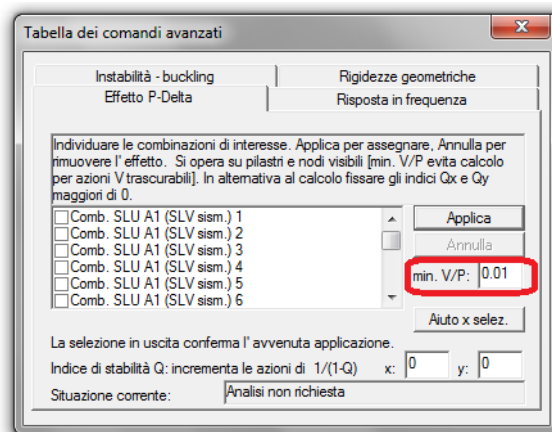 Tabella dei comandi avanzati
Instabilità - buckling
Rigidezze geometriche
Effetto P-Delta
Risposta in frequenza
Individuare le combinazioni di interesse. Applica per assegnare, Annulla per
rimuovere l' effetto. Si opera su pilastri e nodi visibili [min. V/P evita calcolo
per azioni V trascurabili]. In alternativa al calcolo fissare gli indici Qx e Qy
maggiori di 0.
Comb. SLU A1 (SLV sism.) 1
Comb. SLU A1 (SLV sism.) 2
Comb. SLU A1 (SLV sism.) 3
Comb. SLU A1 (SLV sism.) 4
Comb. SLU A1 (SLV sism.) 5
Comb. SLU A1 (SLV sism.) 6
Applica
Annulla
min. V/P: 0.01
Aiuto x selez.
La selezione in uscita conferma l' avvenuta applicazione.
Indice di stabilità Q: incrementa le azioni di 1/(1-Q) x: 0 y: 0
Situazione corrente: Analisi non richiesta